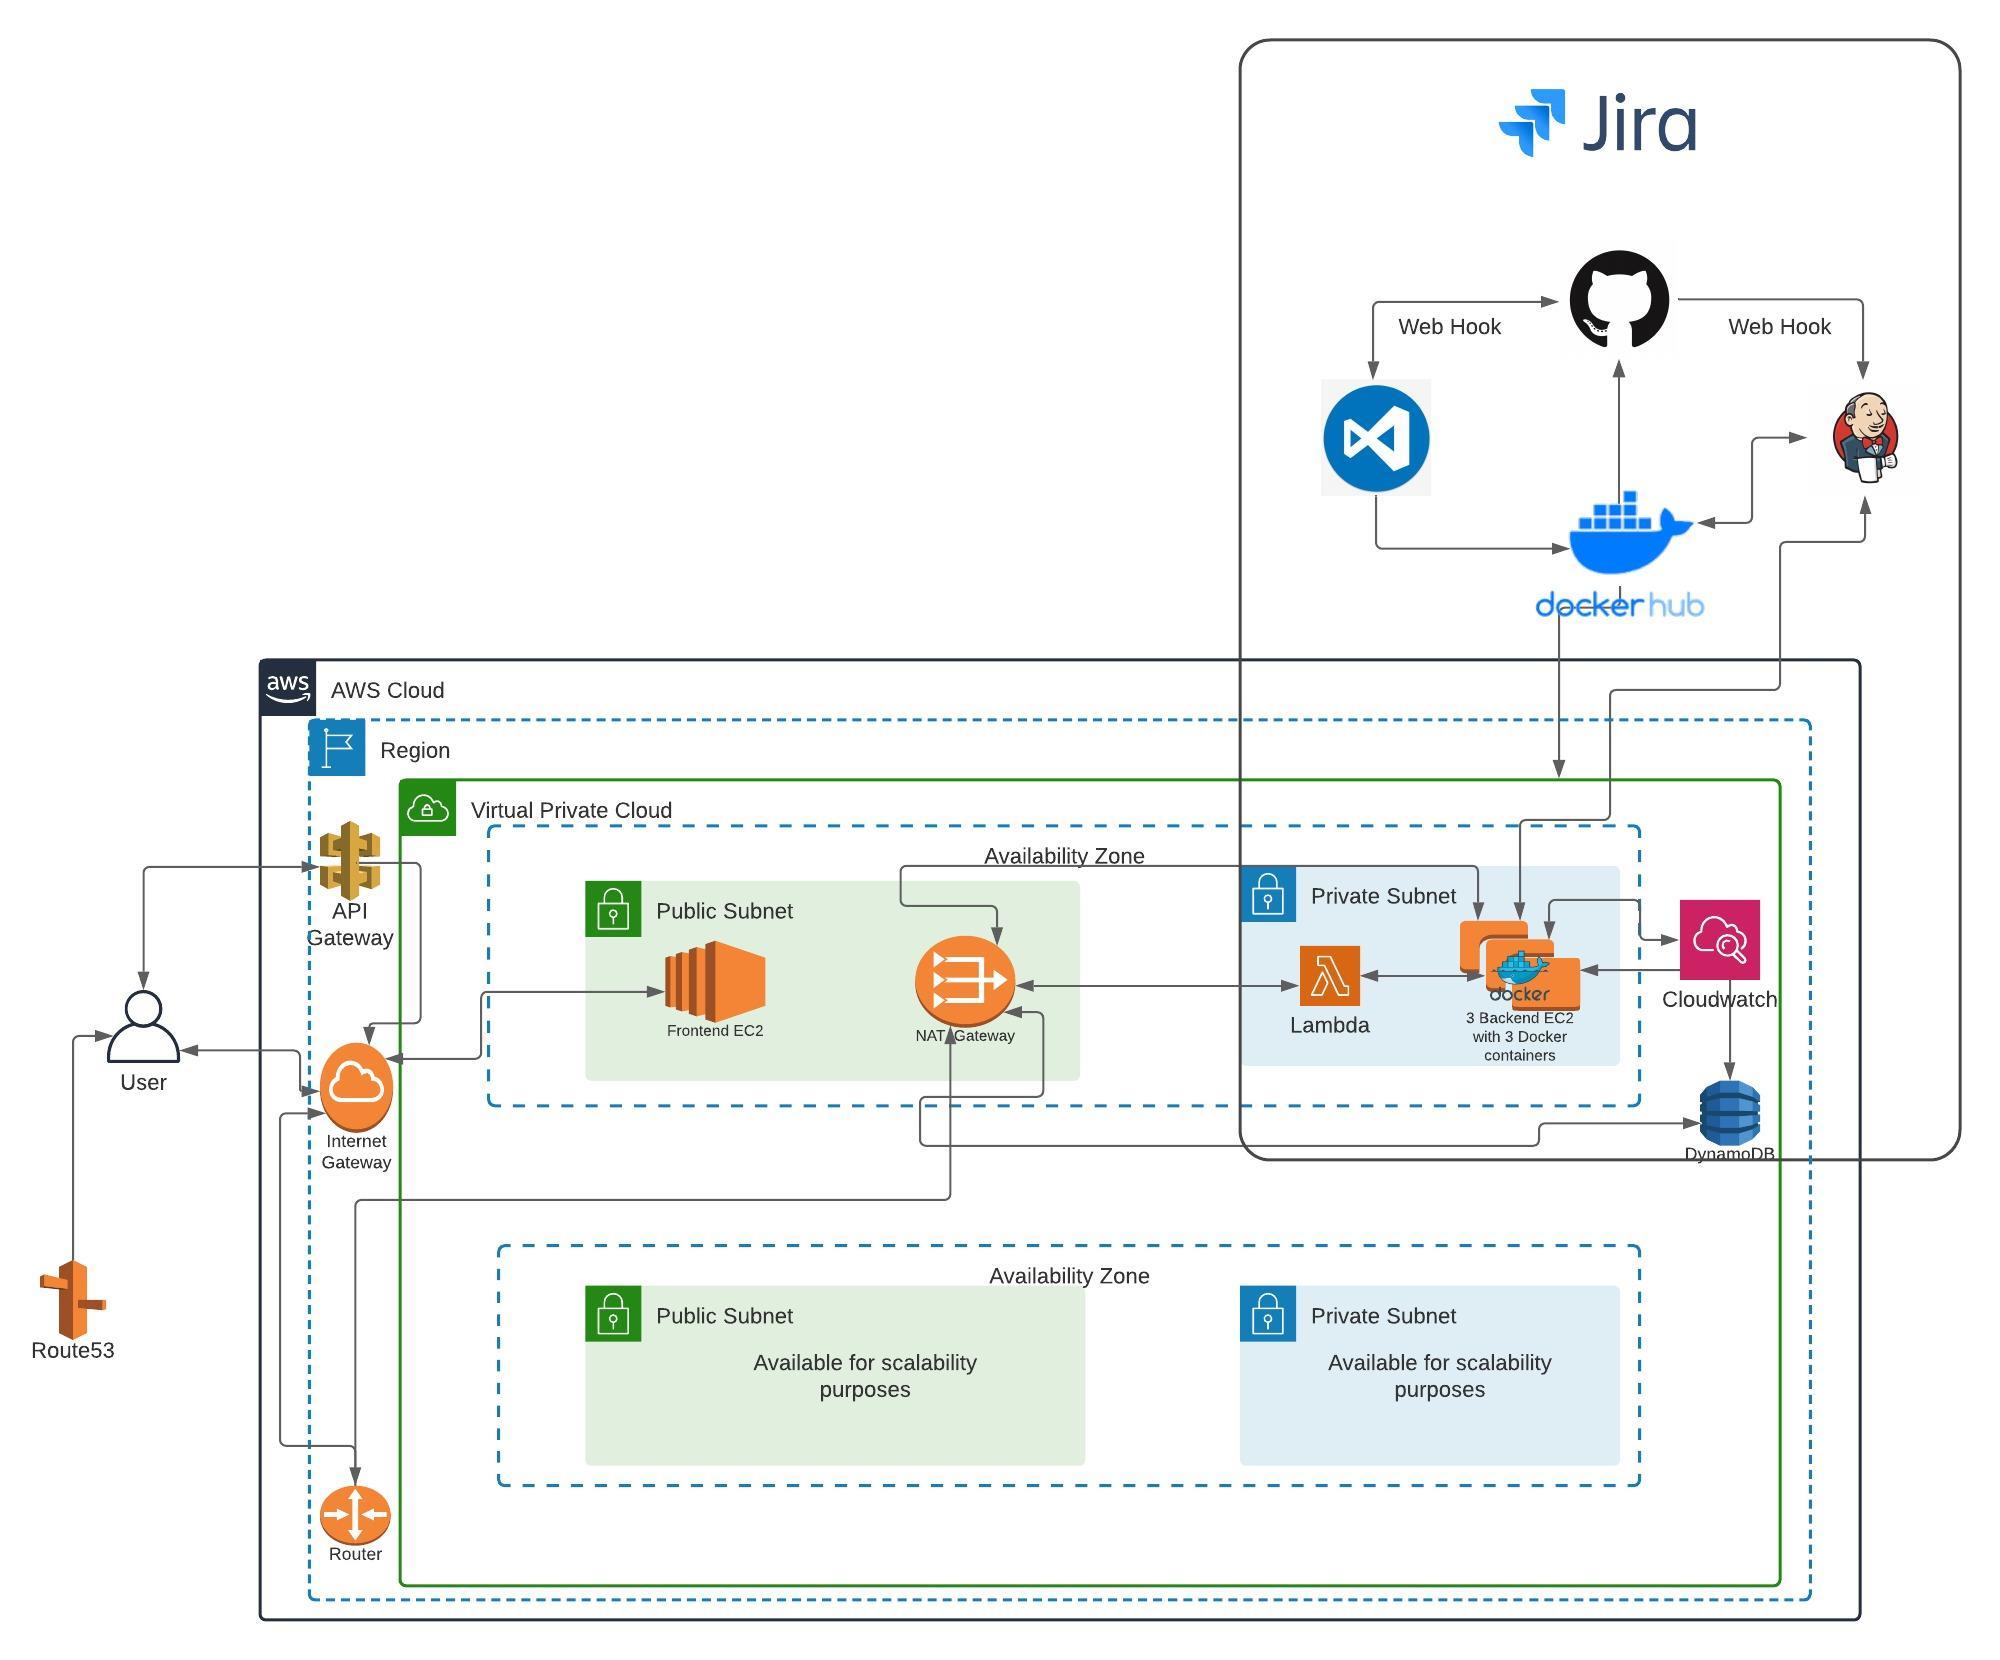 Jira
Web Hook
Web Hook
dockerhub
aws
AWS Cloud
Region
Virtual Private Cloud
Availability Zone
API
Gateway
Public Subnet
Private Subnet
Frontend EC2
NAT Gateway
Lambda
docker
3 Backend EC2
with 3 Docker
containers
Cloudwatch
User
Internet
Gateway
DynamoDB
Availability Zone
Public Subnet
Available for scalability
purposes
Private Subnet
Available for scalability
purposes
Route53
Router